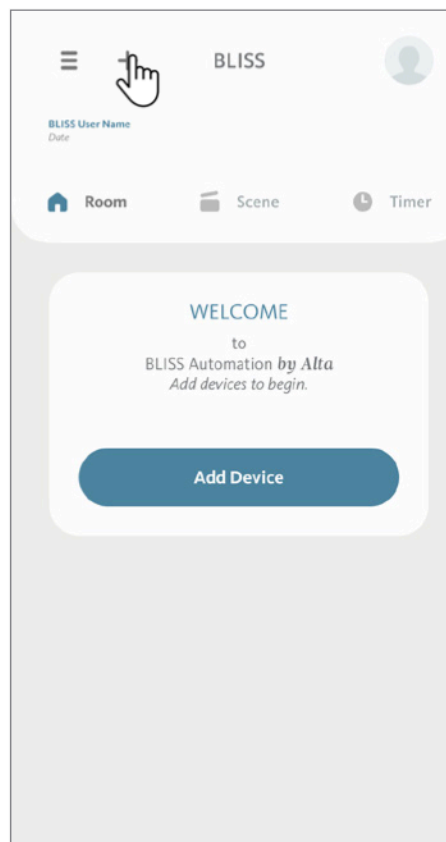 BLISS
BLISS User Name
Date
Room Scene Timer
WELCOME
to
BLISS Automation by Alta
Add devices to begin.
Add Device